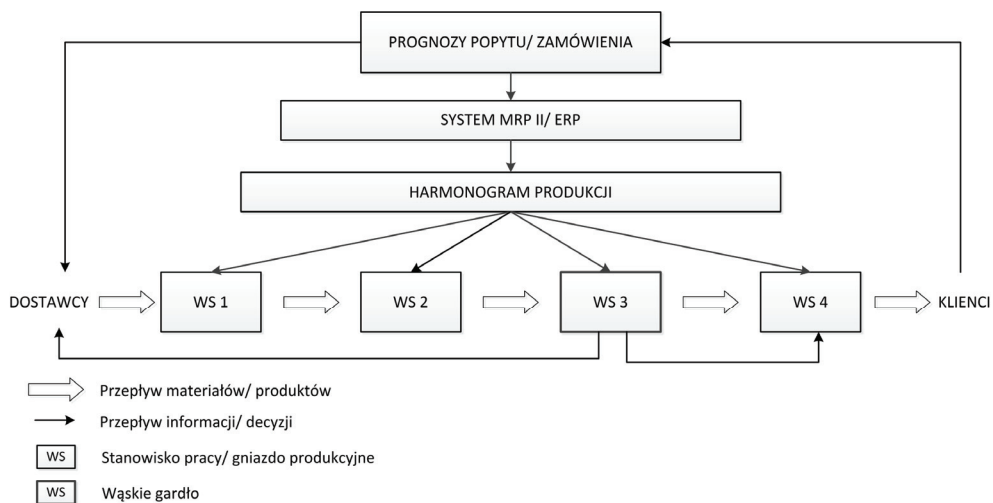 PROGNOZY POPYTU/ ZAMÓWIENIA
SYSTEM MRP II/ ERP
HARMONOGRAM PRODUKCJI
DOSTAWCY
WS 1
WS 2
WS 3
WS 4
KLIENCI
Przepływ materiałów/ produktów
Przepływ informacji/ decyzji
WS
Stanowisko pracy/ gniazdo produkcyjne
WS
Wąskie gardło